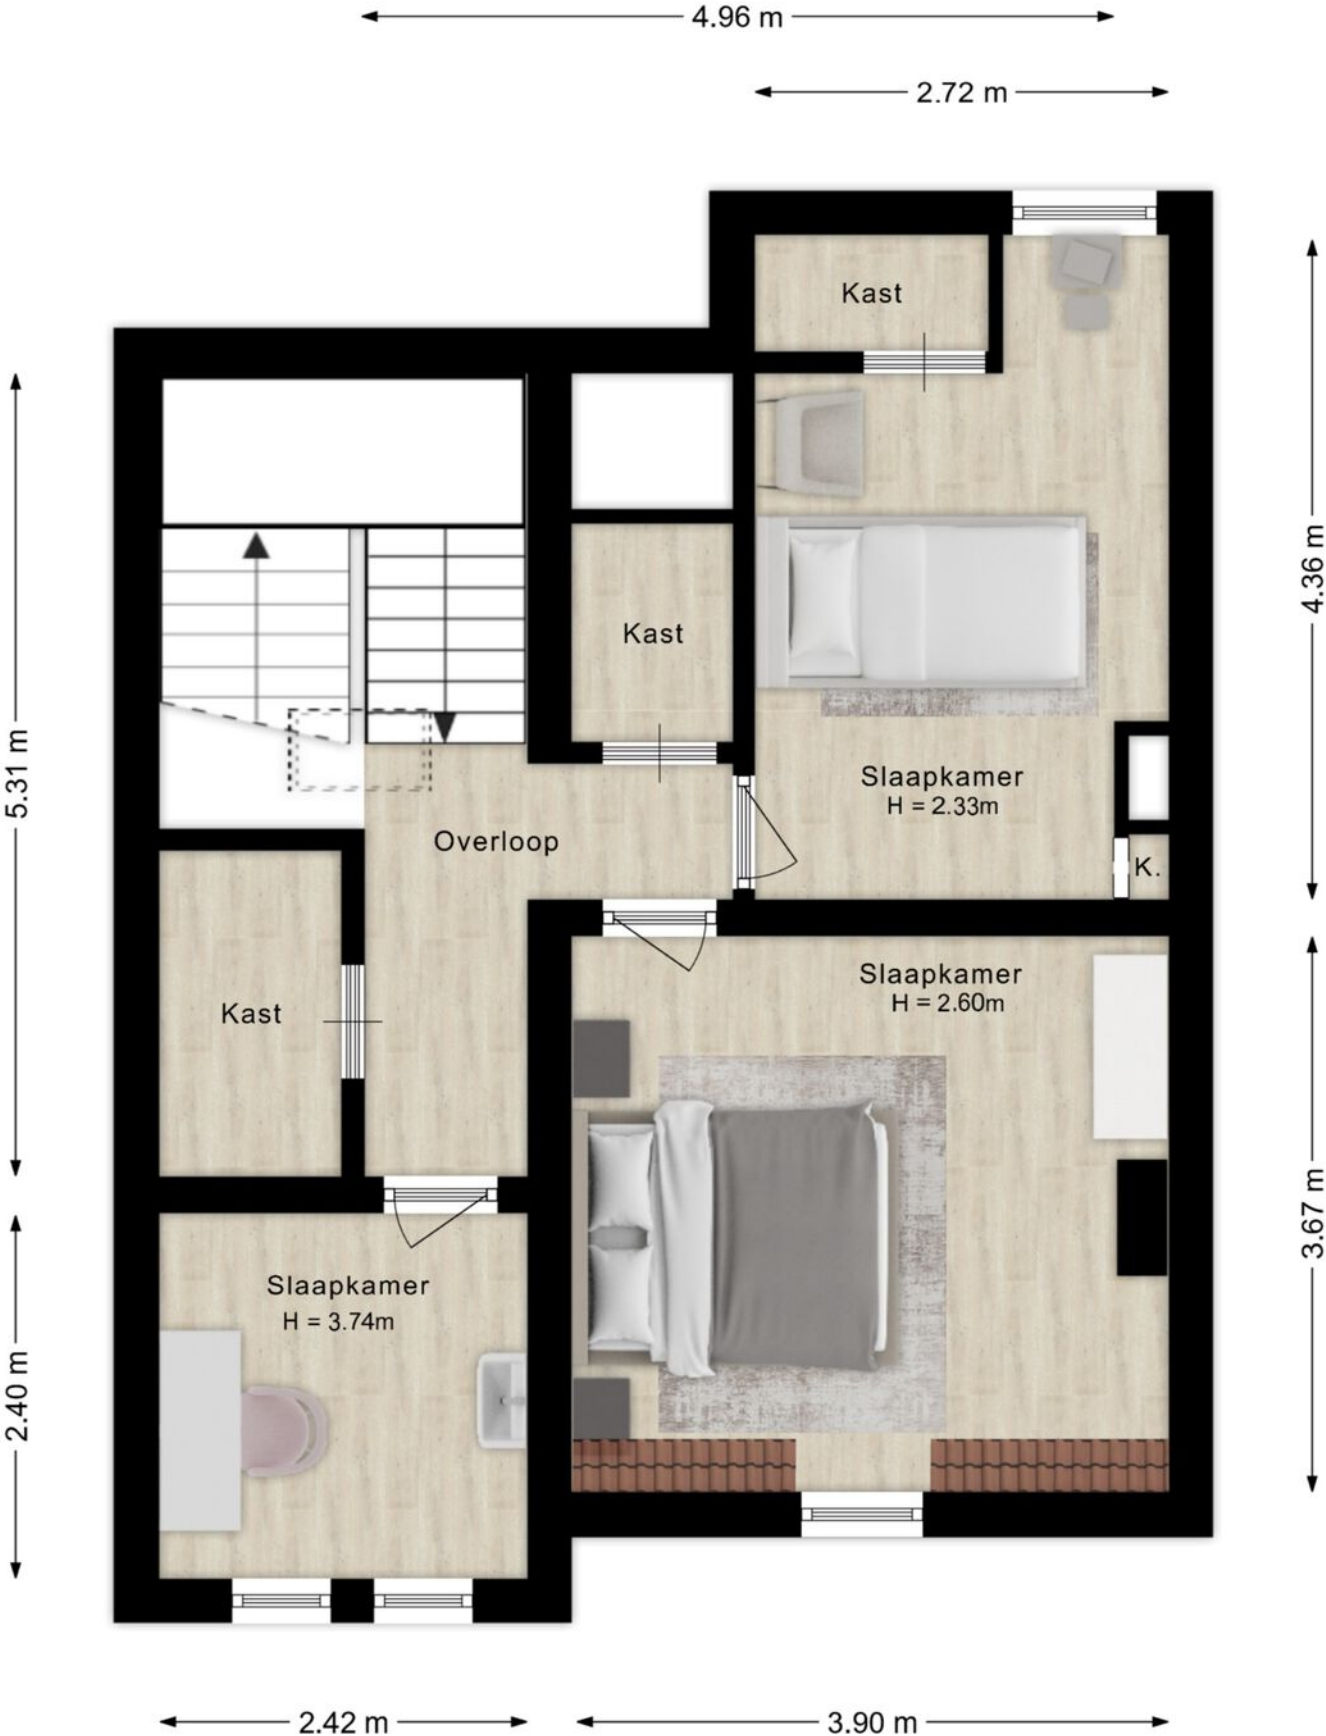 4.96 m
2.72 m
Kast
4.36 m
Kast
5.31 m
Slaapkamer
H = 2.33m
Overloop
K.
Slaapkamer
H = 2.60m
Kast
3.67 m
Slaapkamer
H = 3.74m
2.40 m
2.42 m
3.90 m